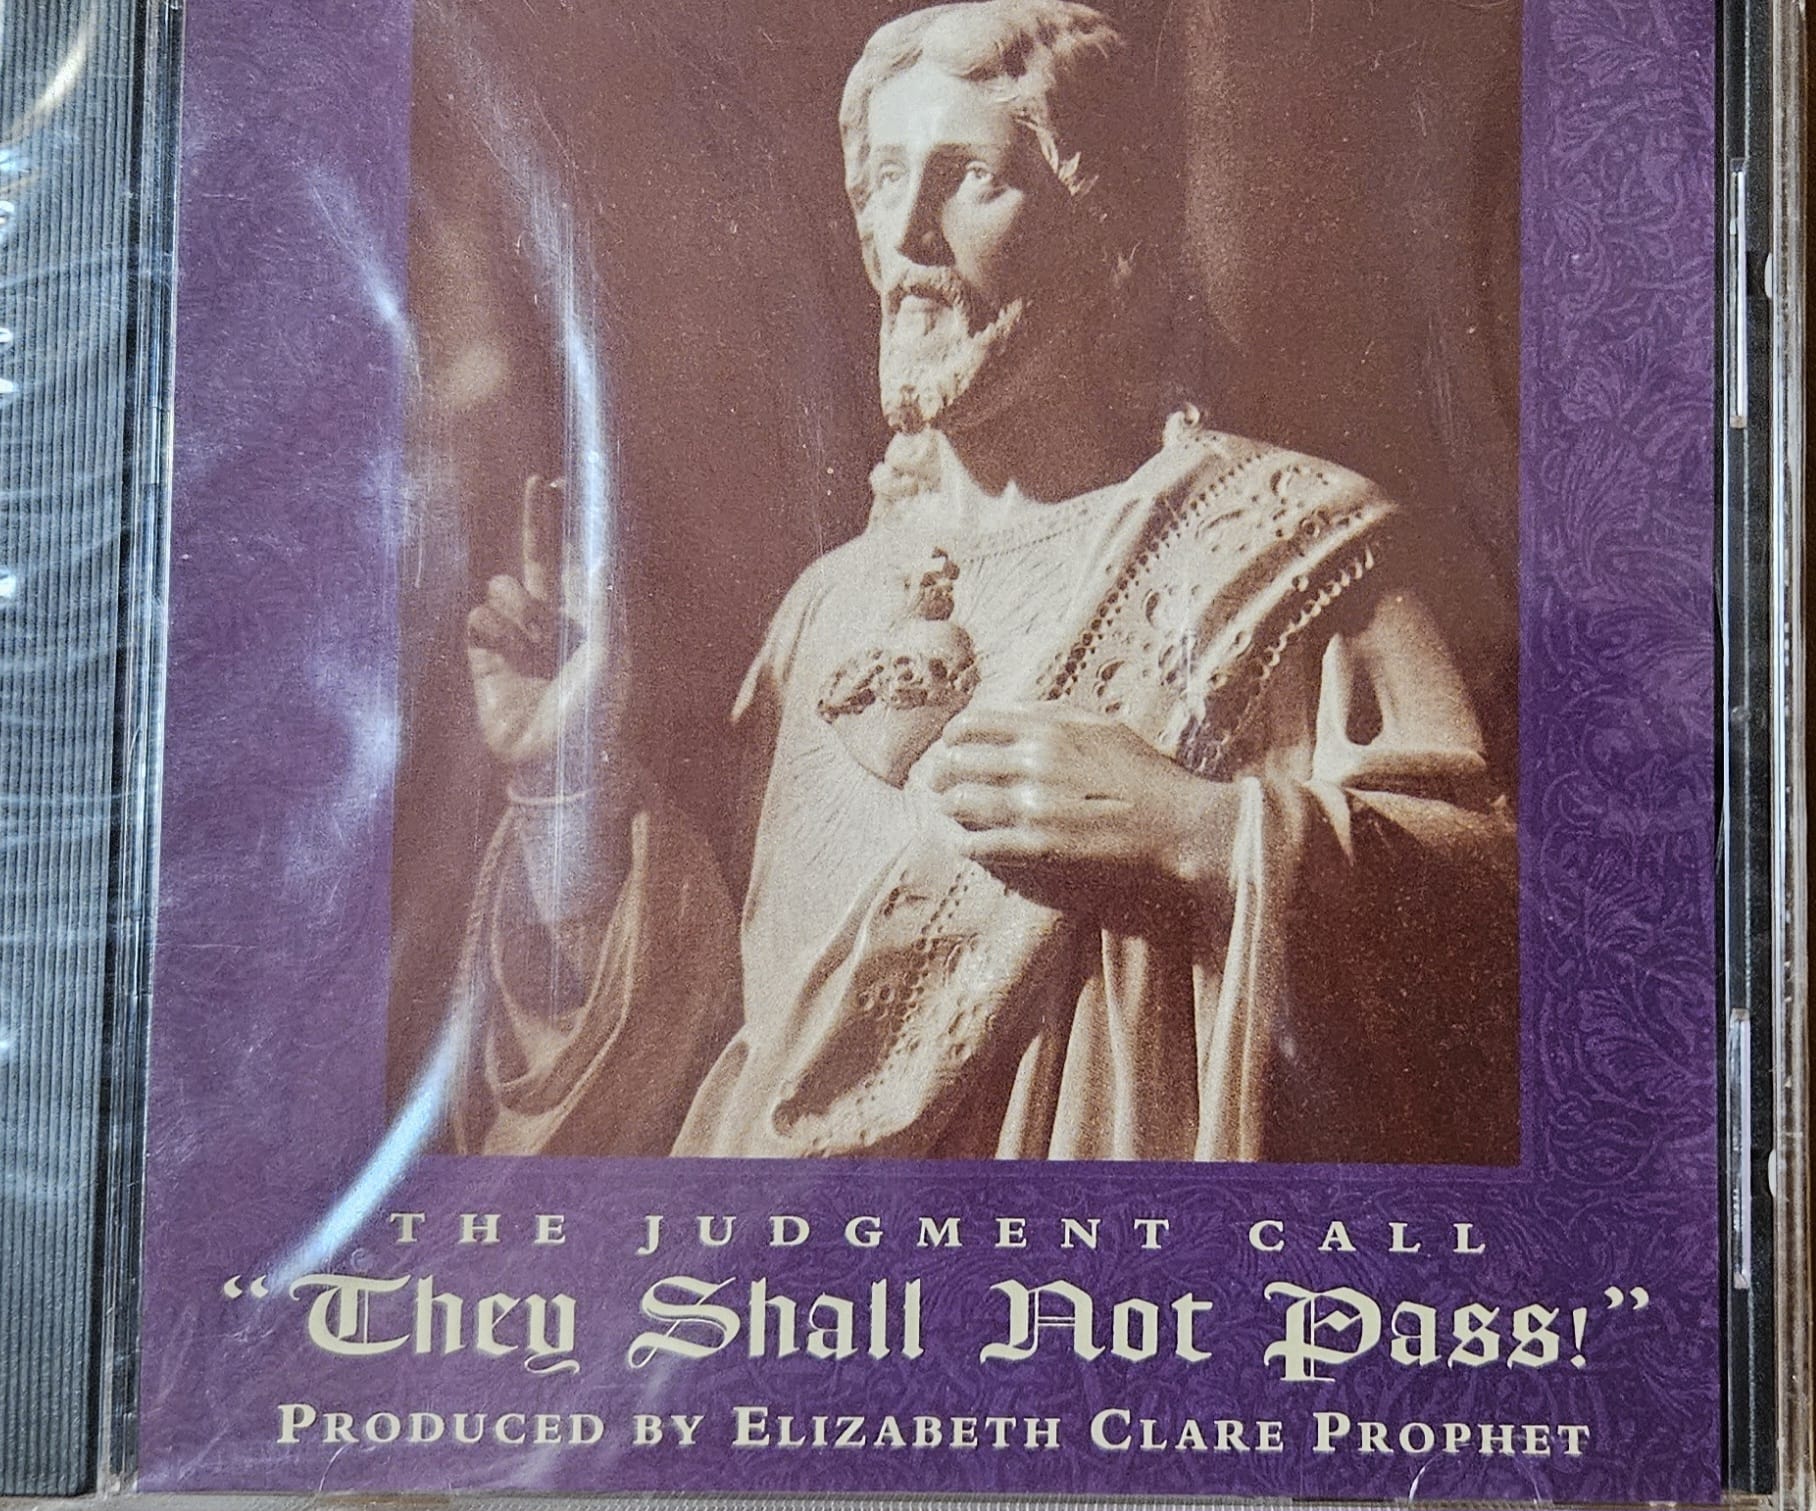 THE JUDGMENT CALL
“They Shall Not Pass!”
PRODUCED BY ELIZABETH CLARE PROPHET